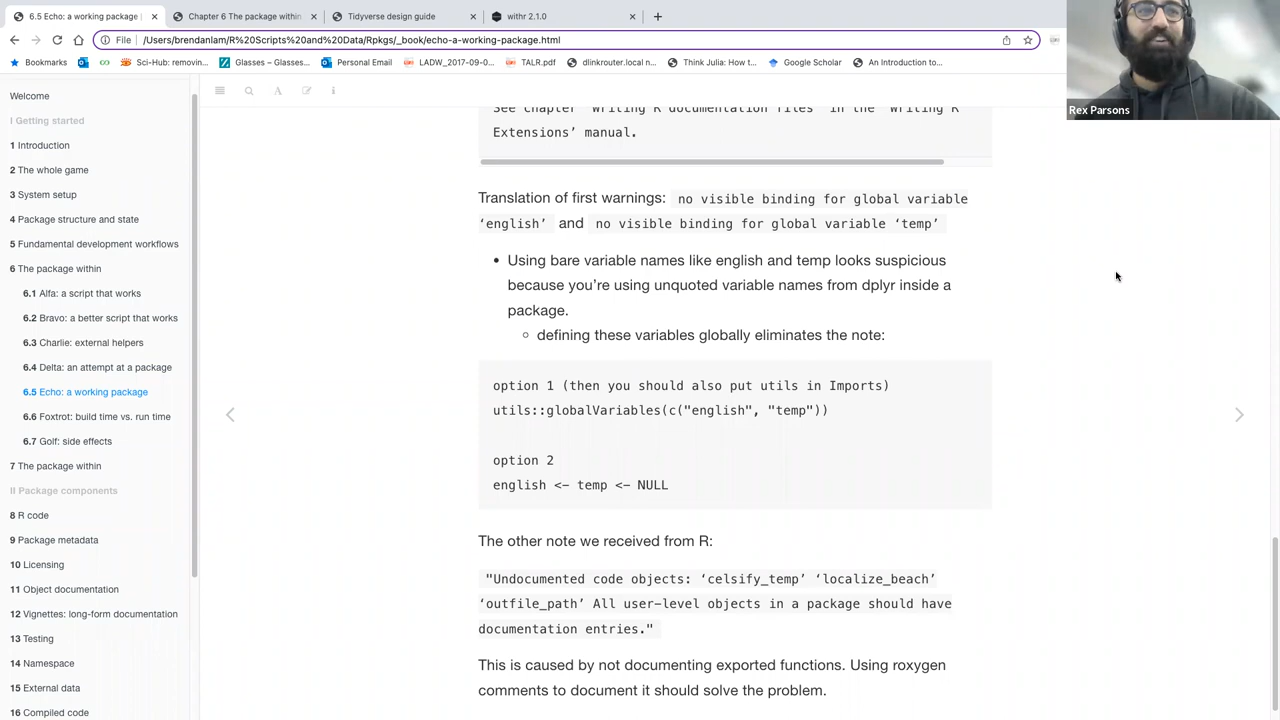 6.5 Echo: a working package |
Chapter 6 The package within
Tidyverse design guide
withr 2.1.0
File
/Users/brendanlam/R%20Scripts%20and%20Data/Rpkgs/_book/echo-a-working-package.html
Bookmarks
Sci-Hub: removin...
Glasses – Glasses...
Personal Email
LADW_2017-09-0...
TALR.pdf
dlinkrouter.local n...
Think Julia: How t...
Google Scholar
An Introduction to...
Rex Parsons
Welcome
I Getting started
1 Introduction
2 The whole game
3 System setup
4 Package structure and state
5 Fundamental development workflows
6 The package within
6.1 Alfa: a script that works
6.2 Bravo: a better script that works
6.3 Charlie: external helpers
6.4 Delta: an attempt at a package
6.5 Echo: a working package
6.6 Foxtrot: build time vs. run time
6.7 Golf: side effects
7 The package within
II Package components
8 R code
9 Package metadata
10 Licensing
11 Object documentation
12 Vignettes: long-form documentation
13 Testing
14 Namespace
15 External data
16 Compiled code
See chapter ‘Writing R documentation files’ in the ‘Writing R
Extensions’ manual.
Translation of first warnings: no visible binding for global variable
‘english’ and no visible binding for global variable ‘temp’
• Using bare variable names like english and temp looks suspicious
because you’re using unquoted variable names from dplyr inside a
package.
◦ defining these variables globally eliminates the note:
option 1 (then you should also put utils in Imports)
utils::globalVariables(c("english", "temp"))
option 2
english <- temp <- NULL
The other note we received from R:
"Undocumented code objects: ‘celsify_temp’ ‘localize_beach’
‘outfile_path’ All user-level objects in a package should have
documentation entries."
This is caused by not documenting exported functions. Using roxygen
comments to document it should solve the problem.